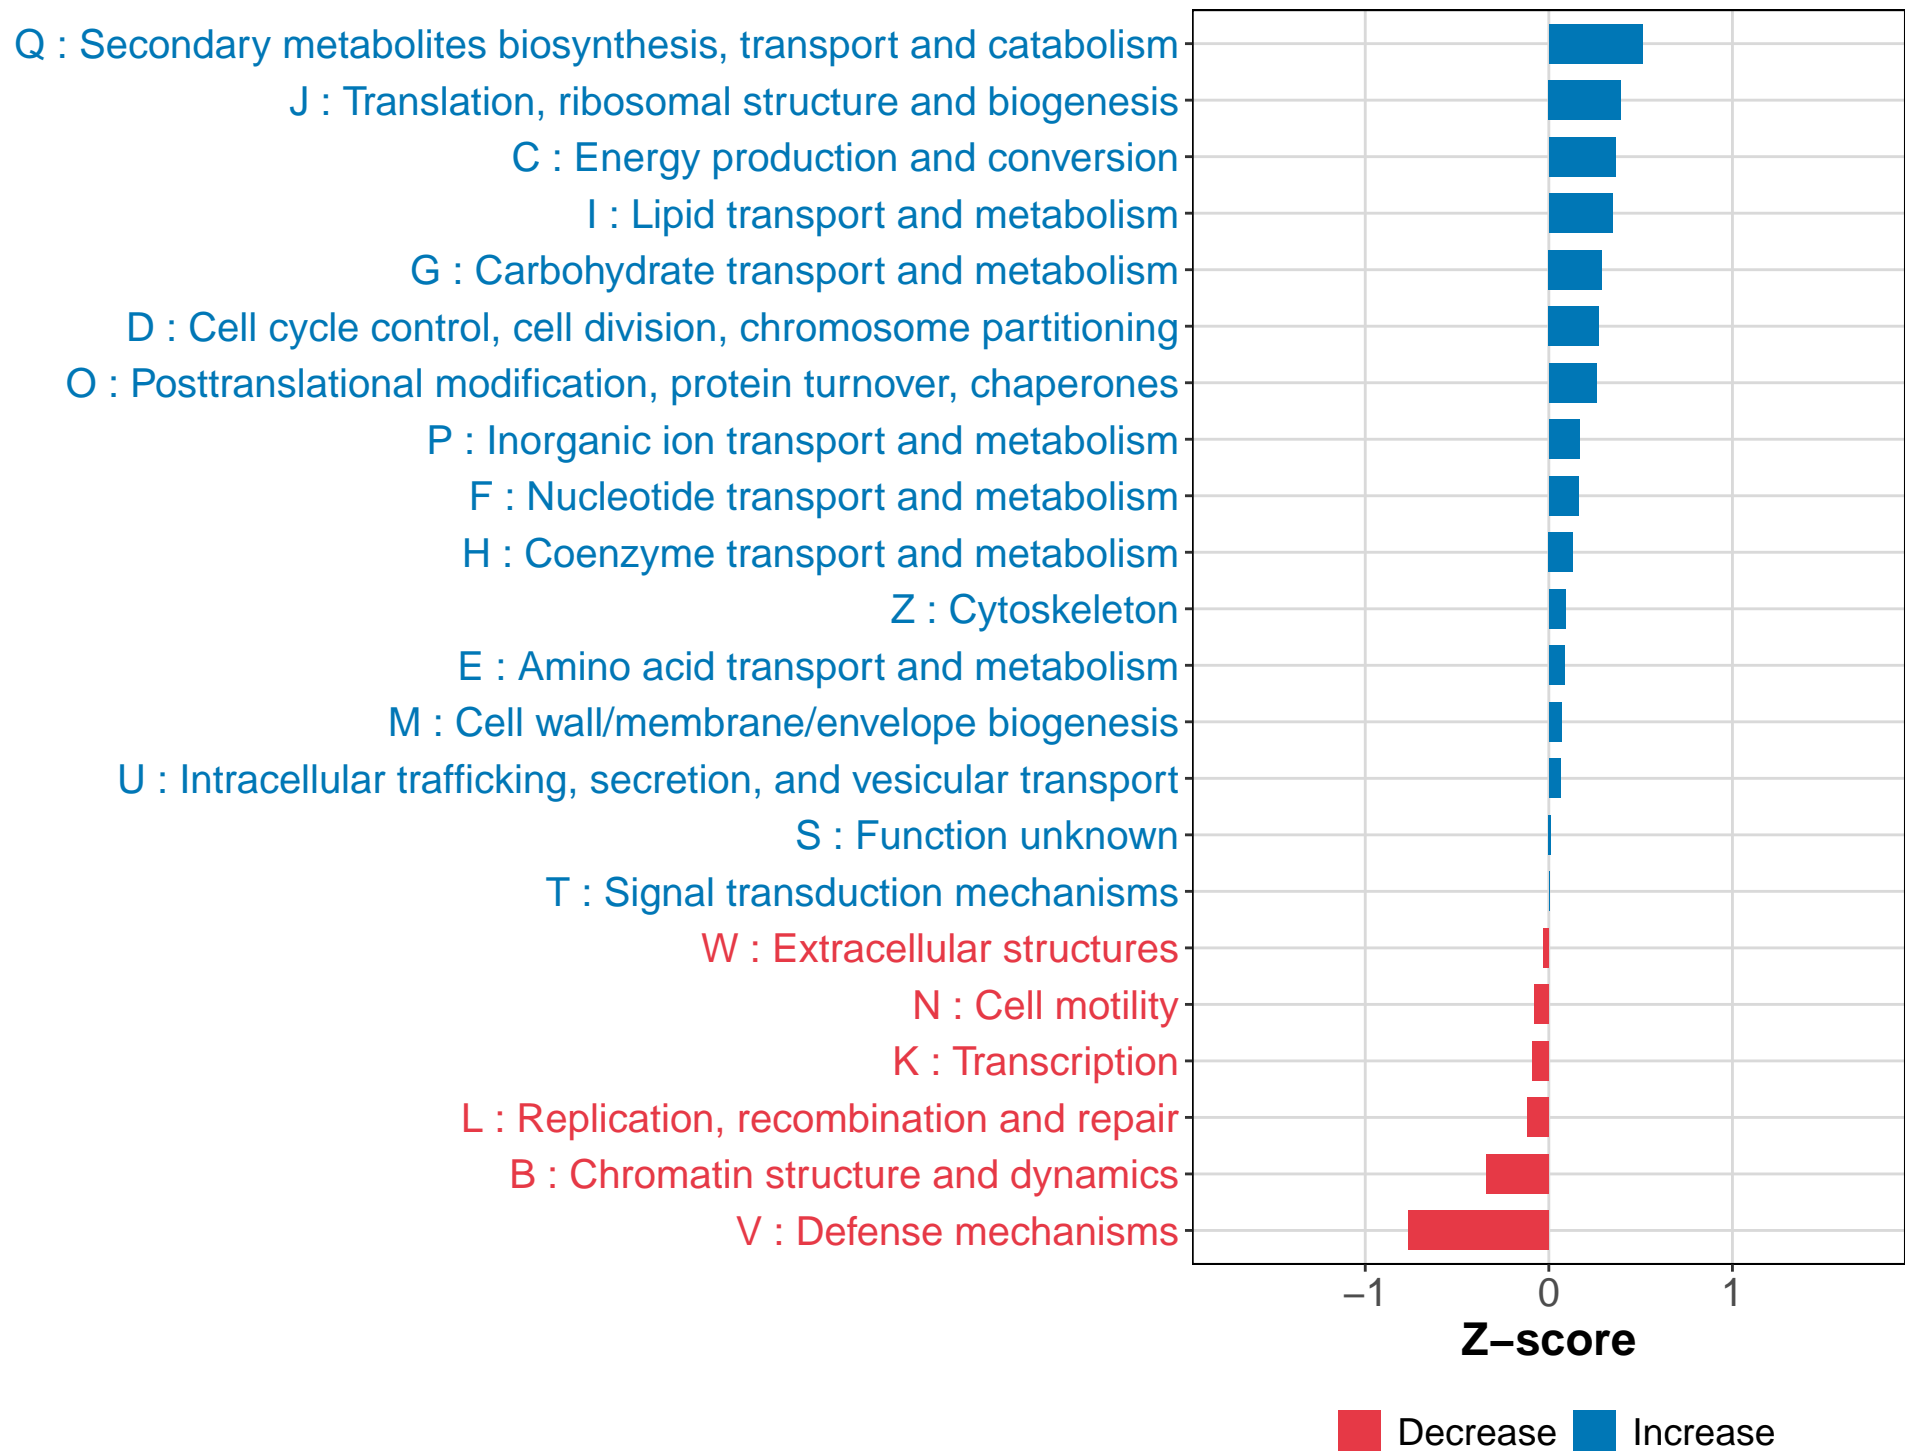 Q : Secondary metabolites biosynthesis, transport and catabolism
J : Translation, ribosomal structure and biogenesis
C : Energy production and conversion
I : Lipid transport and metabolism
G : Carbohydrate transport and metabolism
D : Cell cycle control, cell division, chromosome partitioning
O : Posttranslational modification, protein turnover, chaperones
P : Inorganic ion transport and metabolism
F : Nucleotide transport and metabolism
H : Coenzyme transport and metabolism
Z : Cytoskeleton
E : Amino acid transport and metabolism
M : Cell wall/membrane/envelope biogenesis
U : Intracellular trafficking, secretion, and vesicular transport
S : Function unknown
T : Signal transduction mechanisms
W : Extracellular structures
N : Cell motility
K : Transcription
L : Replication, recombination and repair
B : Chromatin structure and dynamics
V : Defense mechanisms
−1 0 1
Z−score
Decrease Increase